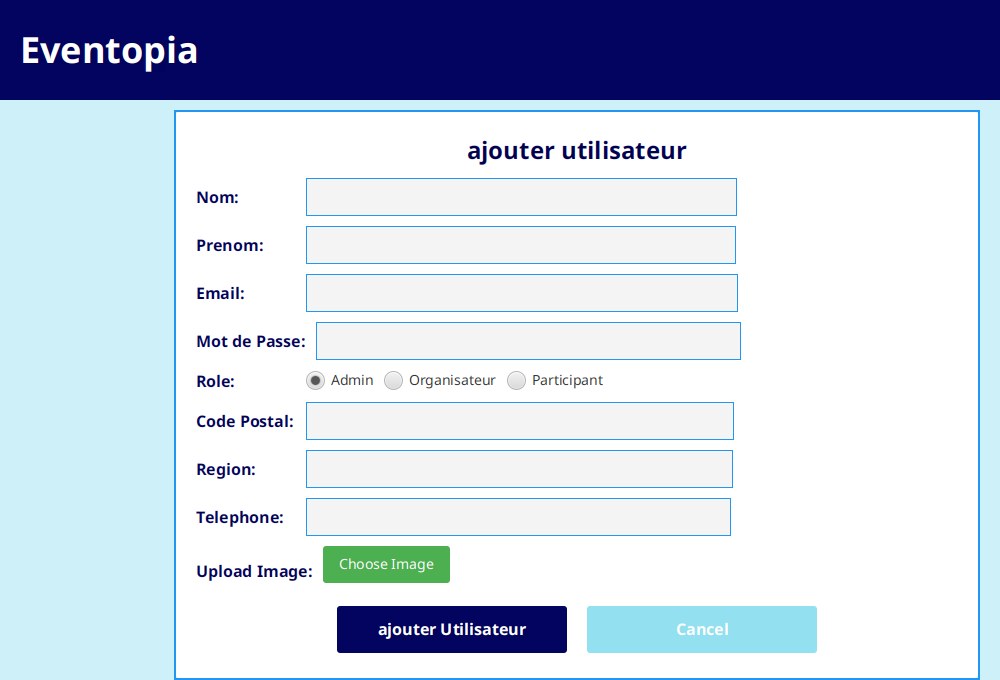 Eventopia
ajouter utilisateur
Nom:
Prenom:
Email:
Mot de Passe:
Role: Admin Organisateur Participant
Code Postal:
Region:
Telephone:
Upload Image: Choose Image
ajouter Utilisateur Cancel